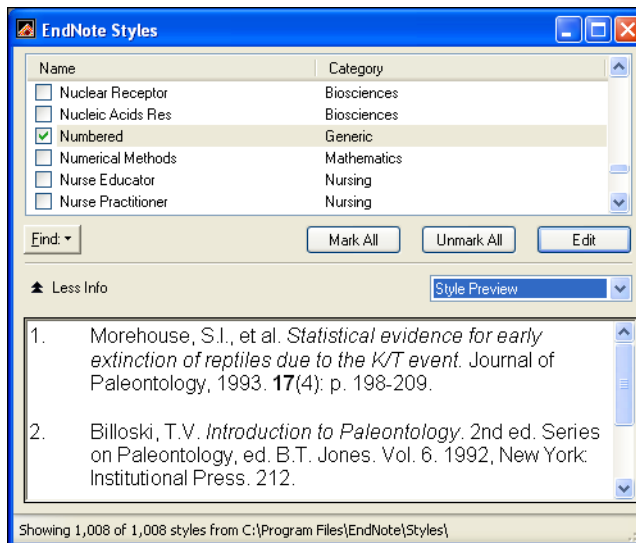 EndNote Styles
Name Category
Nuclear Receptor Biosciences
Nucleic Acids Res Biosciences
Numbered Generic
Numerical Methods Mathematics
Nurse Educator Nursing
Nurse Practitioner Nursing
Find: Mark All Unmark All Edit
Less Info Style Preview
1. Morehouse, S.I., et al. Statistical evidence for early
extinction of reptiles due to the K/T event. Journal of
Paleontology, 1993. 17(4): p. 198-209.
2. Billoski, T.V. Introduction to Paleontology. 2nd ed. Series
on Paleontology, ed. B.T. Jones. Vol. 6. 1992, New York:
Institutional Press. 212.
Showing 1,008 of 1,008 styles from C:\Program Files\EndNote\Styles\